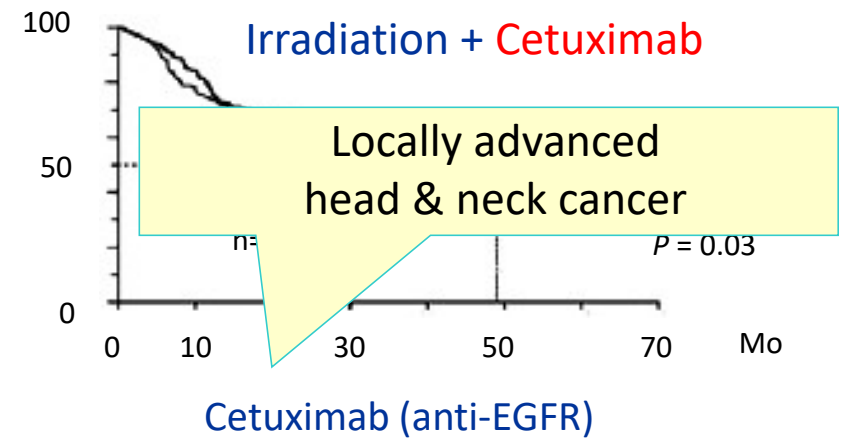 100
Irradiation + Cetuximab
Locally advanced
head & neck cancer
50
P = 0.03
0
0 10 30 50 70 Mo
Cetuximab (anti-EGFR)